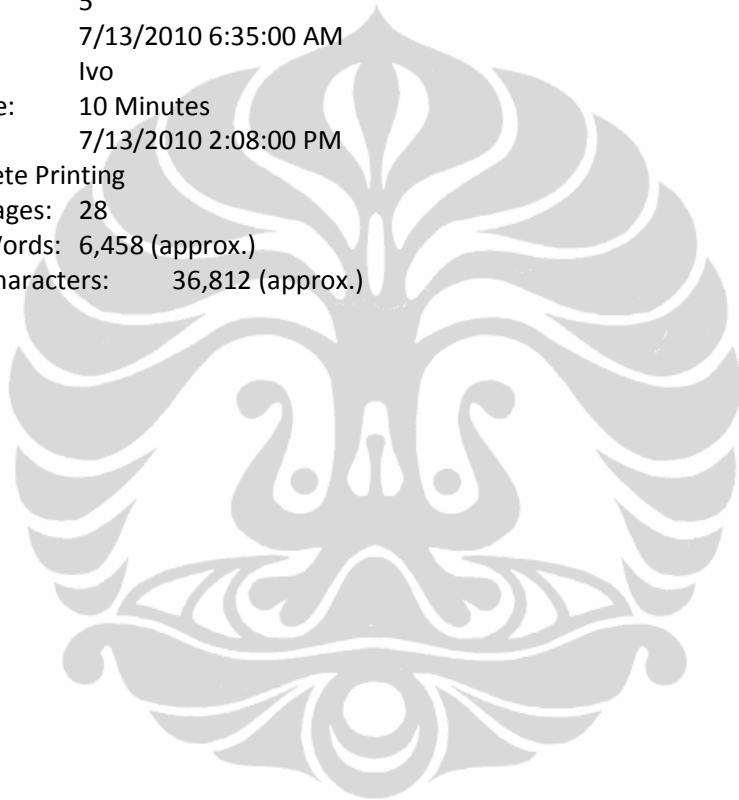 5
7/13/2010 6:35:00 AM
Ivo
e: 10 Minutes
7/13/2010 2:08:00 PM
ete Printing
ages: 28
Words: 6,458 (approx.)
haracters: 36,812 (approx.)